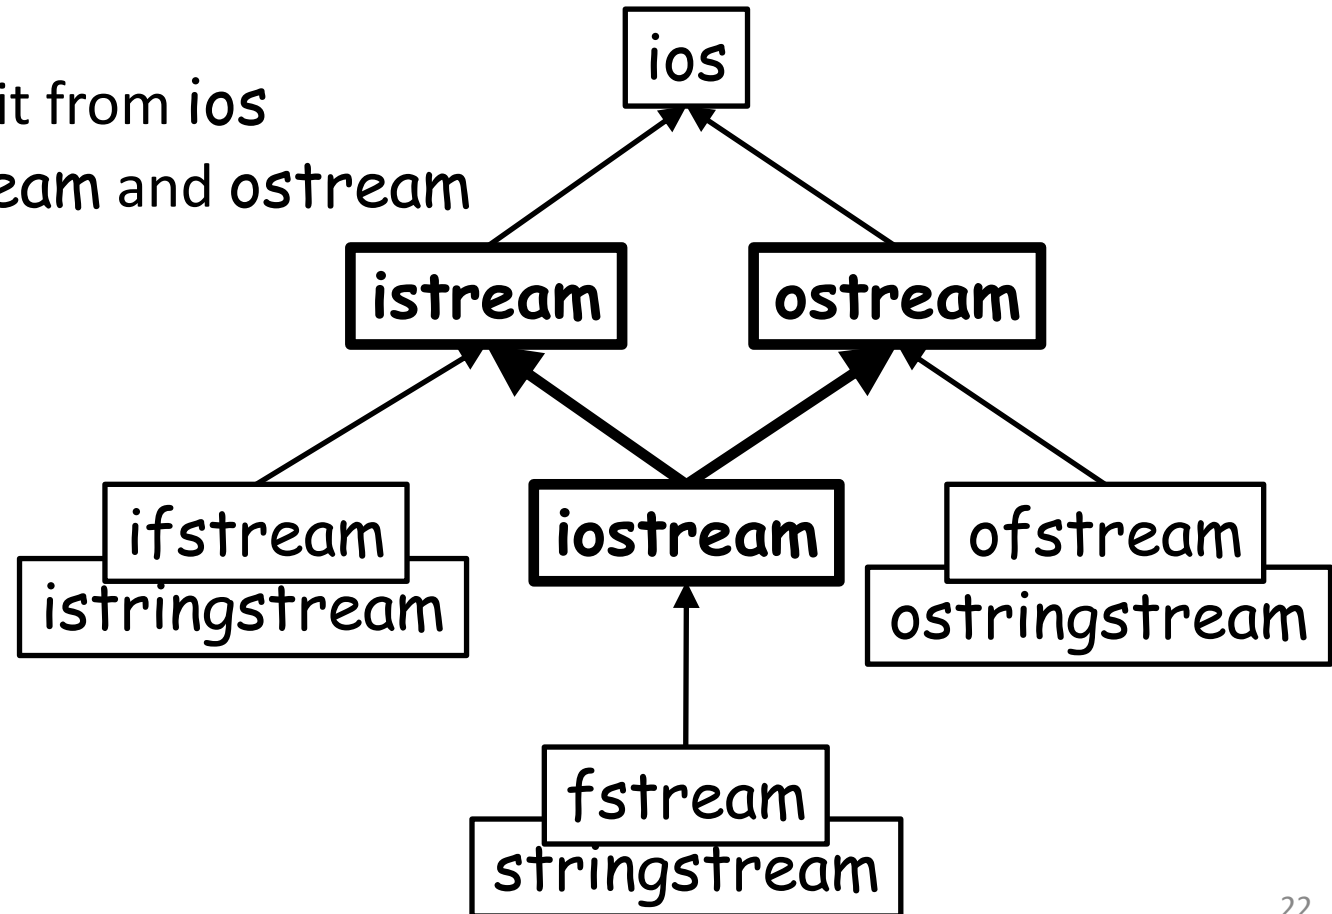 ios
it from ios
eam and ostream
istream ostream
ifstream iostream ofstream
istringstream ostringstream
fstream
stringstream
22